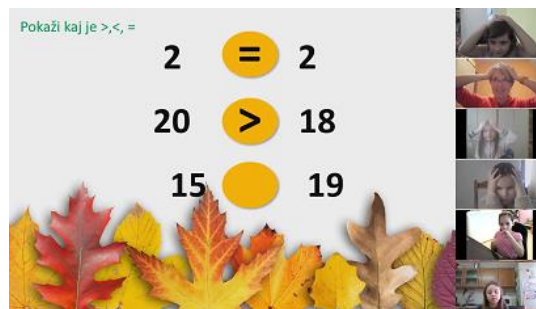 Pokaži kaj je >,<, =
2 = 2
20 > 18
15 19